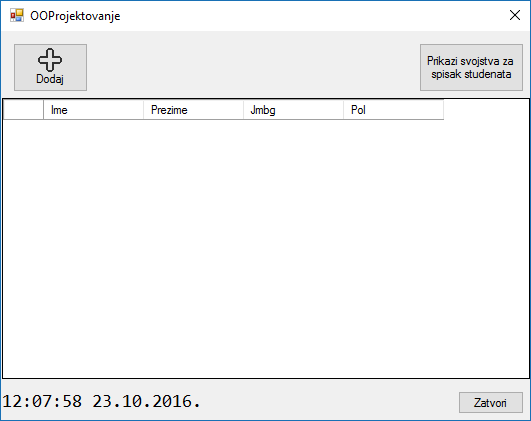 OOProjektovanje
Dodaj
Prikazi svojstva za
spisak studenata
Ime Prezime Jmbg Pol
12:07:58 23.10.2016.
Zatvori